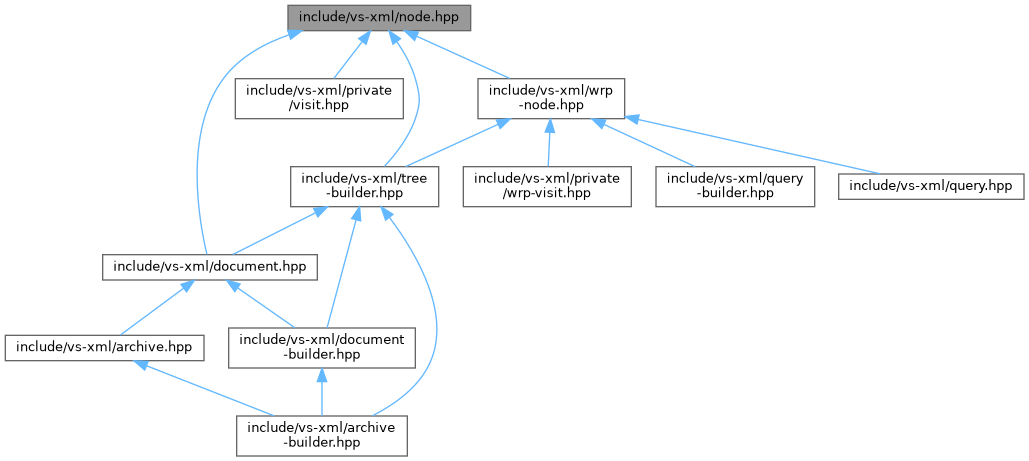 include/vs-xml/node.hpp
include/vs-xml/private
/visit.hpp
include/vs-xml/wrp
-node.hpp
include/vs-xml/tree
-builder.hpp
include/vs-xml/private
/wrp-visit.hpp
include/vs-xml/query
-builder.hpp
include/vs-xml/query.hpp
include/vs-xml/document.hpp
include/vs-xml/archive.hpp
include/vs-xml/document
-builder.hpp
include/vs-xml/archive
-builder.hpp